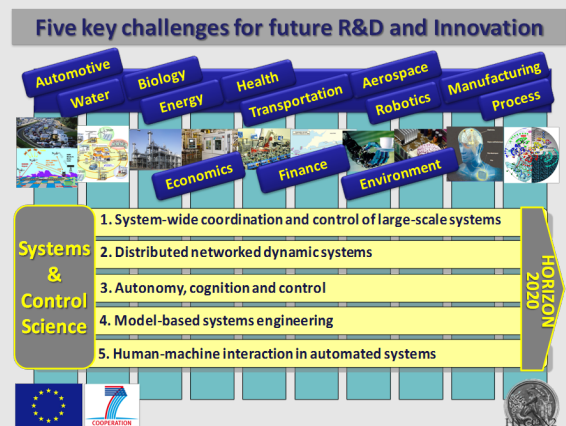 Five key challenges for future R&D and Innovation
Automotive
Water
Biology
Energy
Health
Transportation
Aerospace
Robotics
Manufacturing
Process
Economics
Finance
Environment
Systems
&
Control
Science
1. System-wide coordination and control of large-scale systems
2. Distributed networked dynamic systems
3. Autonomy, cognition and control
4. Model-based systems engineering
5. Human-machine interaction in automated systems
HORIZON
2020
7
COOPERATION